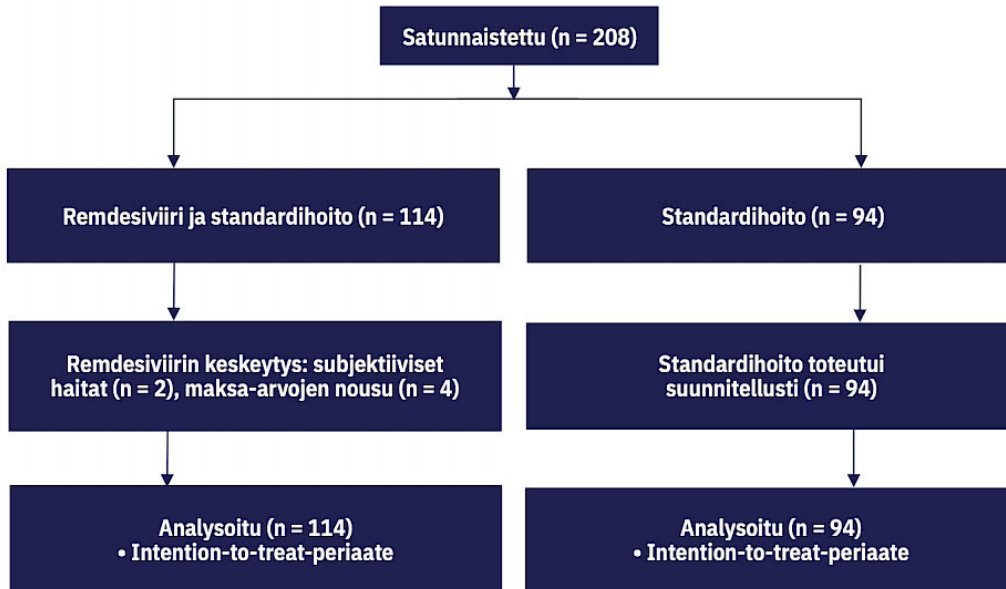 Satunnaistettu (n = 208)
Remdesiviiri ja standardihoito (n = 114)
Standardihoito (n = 94)
Remdesiviirin keskeytys: subjektiiviset
haitat (n = 2), maksa-arvojen nousu (n = 4)
Standardihoito toteutui
suunnitellusti (n = 94)
Analysoitu (n = 114)
• Intention-to-treat-periaate
Analysoitu (n = 94)
• Intention-to-treat-periaate